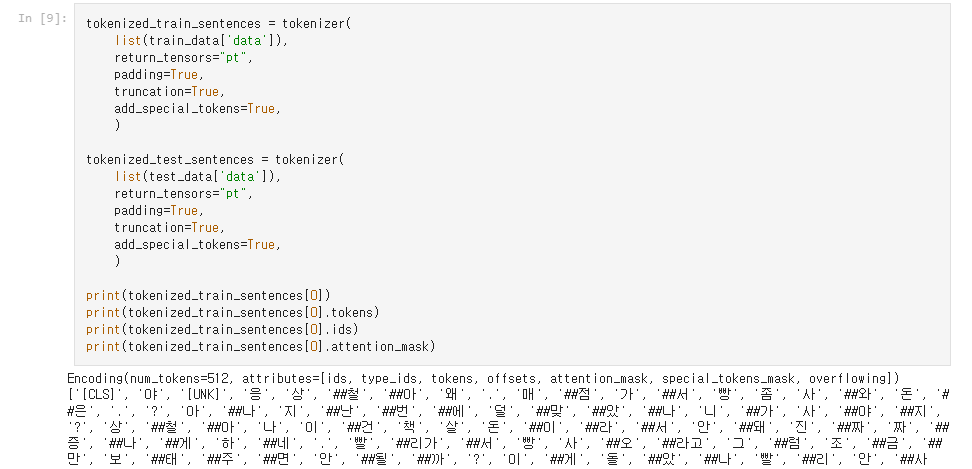 In [9]:
tokenized_train_sentences = tokenizer(
    list(train_data['data']),
    return_tensors="pt",
    padding=True,
    truncation=True,
    add_special_tokens=True,
    )
tokenized_test_sentences = tokenizer(
    list(test_data['data']),
    return_tensors="pt",
    padding=True,
    truncation=True,
    add_special_tokens=True,
    )
print(tokenized_train_sentences[0])
print(tokenized_train_sentences[0].tokens)
print(tokenized_train_sentences[0].ids)
print(tokenized_train_sentences[0].attention_mask)
Encoding(num_tokens=512, attributes=[ids, type_ids, tokens, offsets, attention_mask, special_tokens_mask, overflowing])
['[CLS]', '야', '[UNK]', '응', '상', '##철', '##아', '왜', '.', '매', '##점', '가', '##서', '빵', '좀', '사', '##와', '돈', '#
#은', '.', '?', '아', '##나', '지', '##난', '##번', '##에', '덜', '##맞', '##았', '##나', '니', '##가', '사', '##야', '##지',
'?', '상', '##철', '##아', '나', '이', '##건', '책', '살', '돈', '##이', '##라', '##서', '안', '##돼', '진', '##짜', '짜', '##
증', '##나', '##게', '하', '##네', '.', '빨', '##리가', '##서', '빵', '사', '##오', '##라고', '그', '##럼', '조', '##금', '##
만', '보', '##태', '##주', '##면', '안', '##될', '##까', '?', '이', '##게', '돌', '##았', '##나', '빨', '##리', '안', '##사